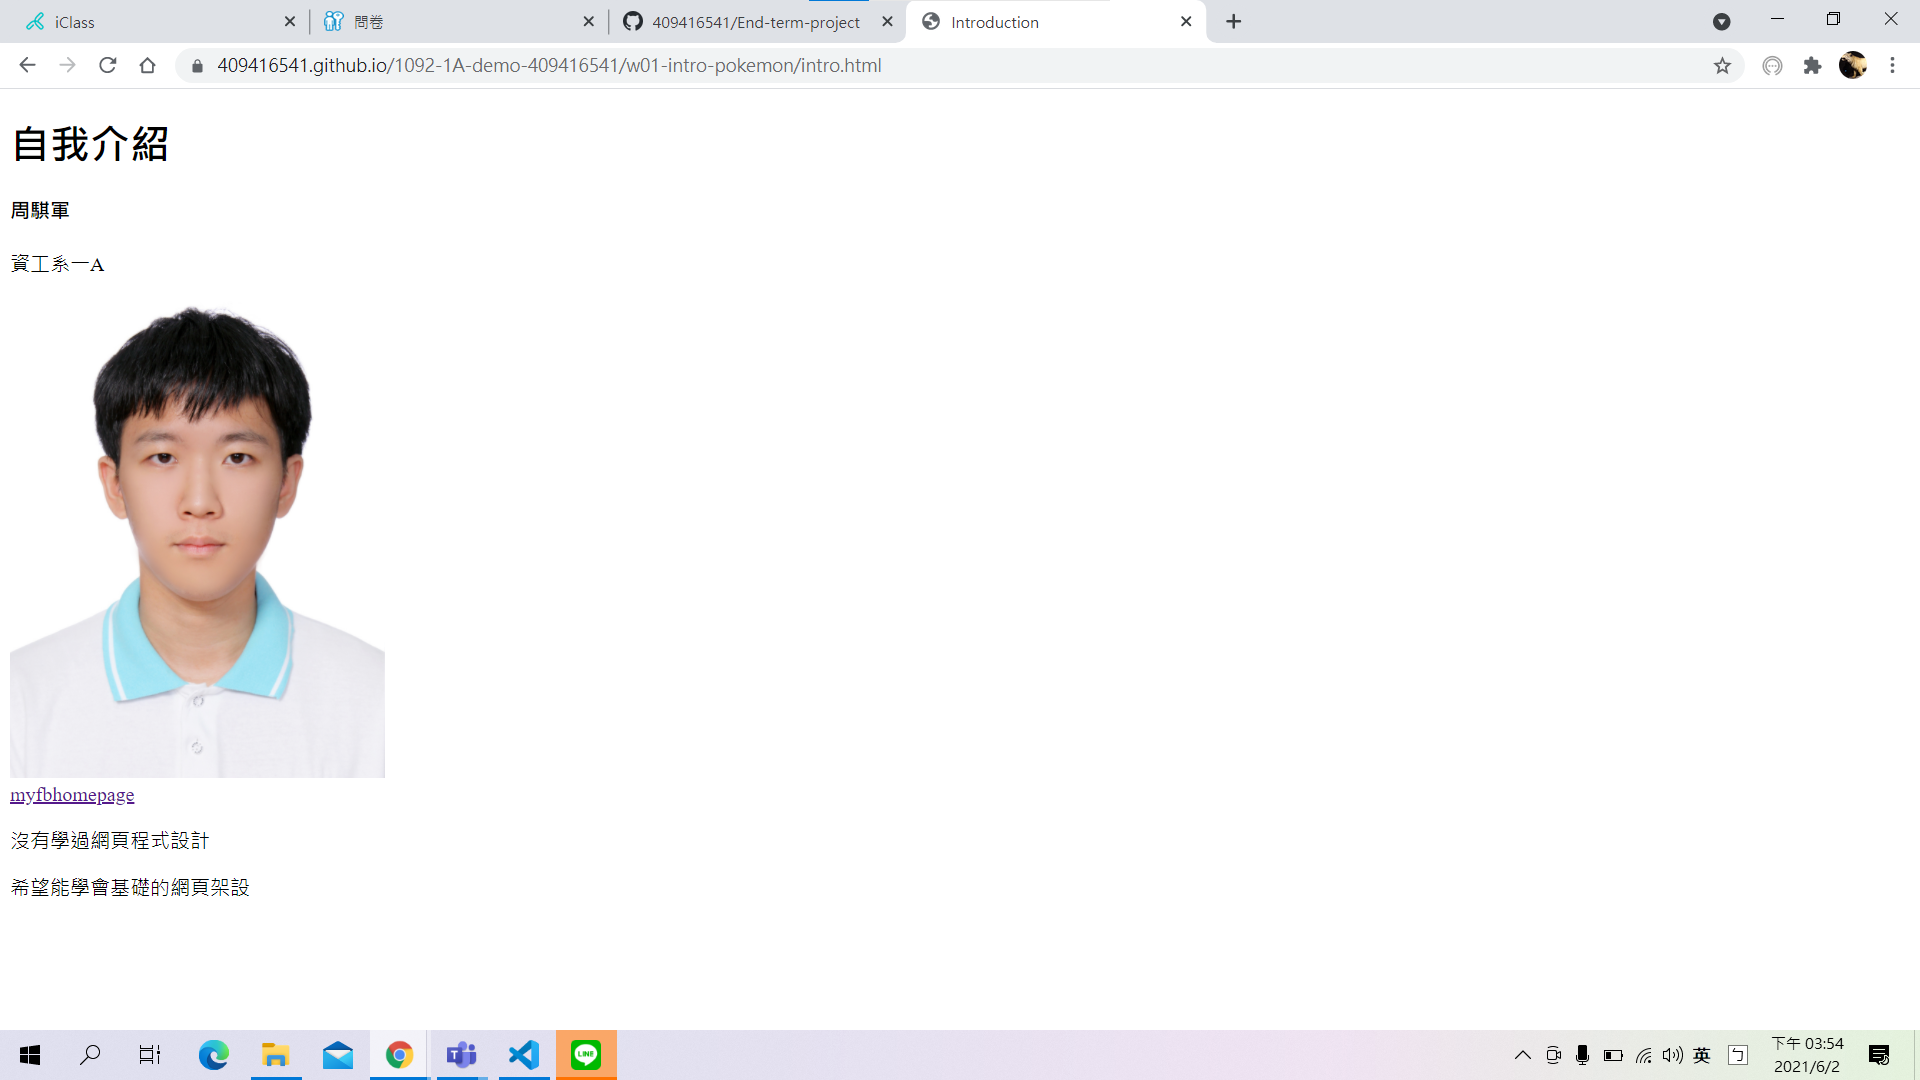 iClass
問卷
409416541/End-term-project
Introduction
409416541.github.io/1092-1A-demo-409416541/w01-intro-pokemon/intro.html
自我介紹
周騏軍
資工系一A
myfbhomepage
沒有學過網頁程式設計
希望能學會基礎的網頁架設
LINE
英
ㄅ
下午 03:54
2021/6/2